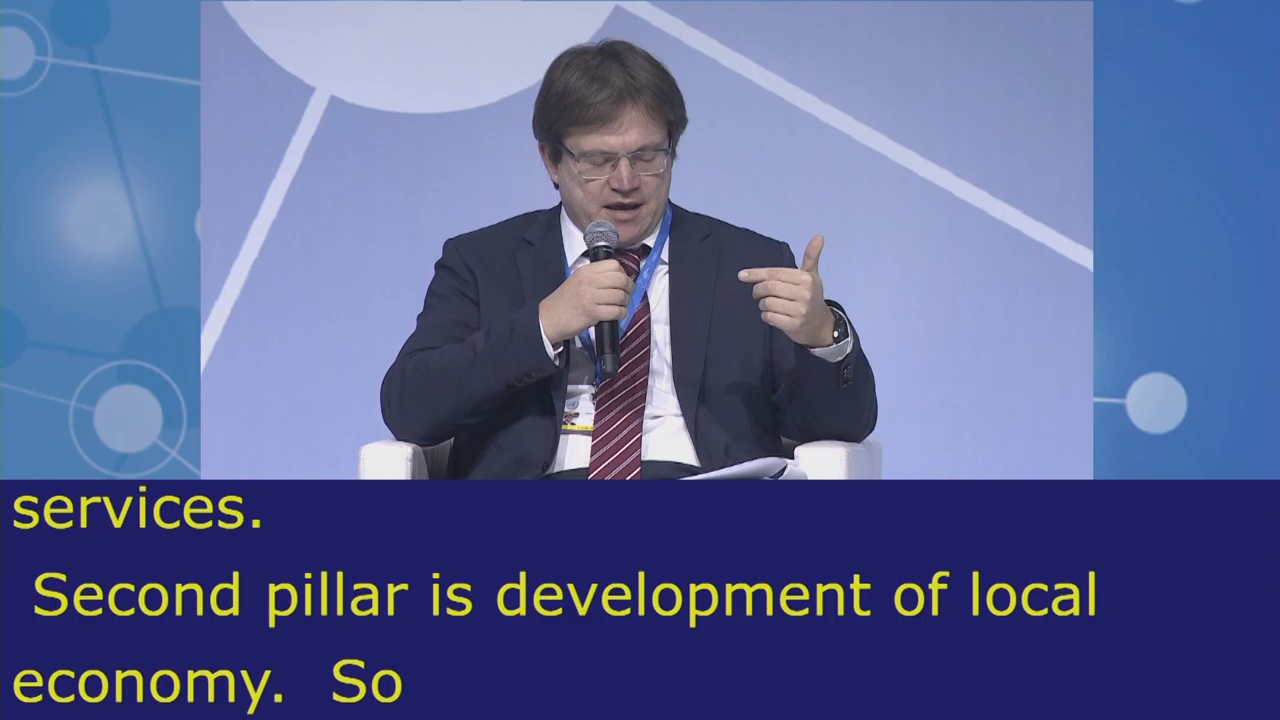 services.
Second pillar is development of local
economy.  So